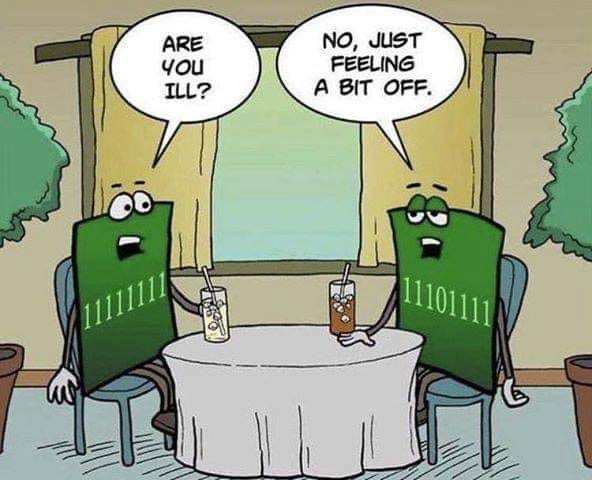 ARE
YOU
ILL?
NO, JUST
FEELING
A BIT OFF.
11111111
11101111